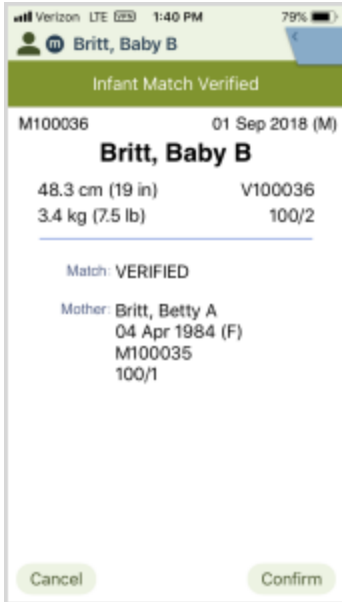 Verizon LTE VPN 1:40 PM 79%
m Britt, Baby B
Infant Match Verified
M100036 01 Sep 2018 (M)
Britt, Baby B
48.3 cm (19 in) V100036
3.4 kg (7.5 lb) 100/2
Match: VERIFIED
Mother: Britt, Betty A
04 Apr 1984 (F)
M100035
100/1
Cancel Confirm